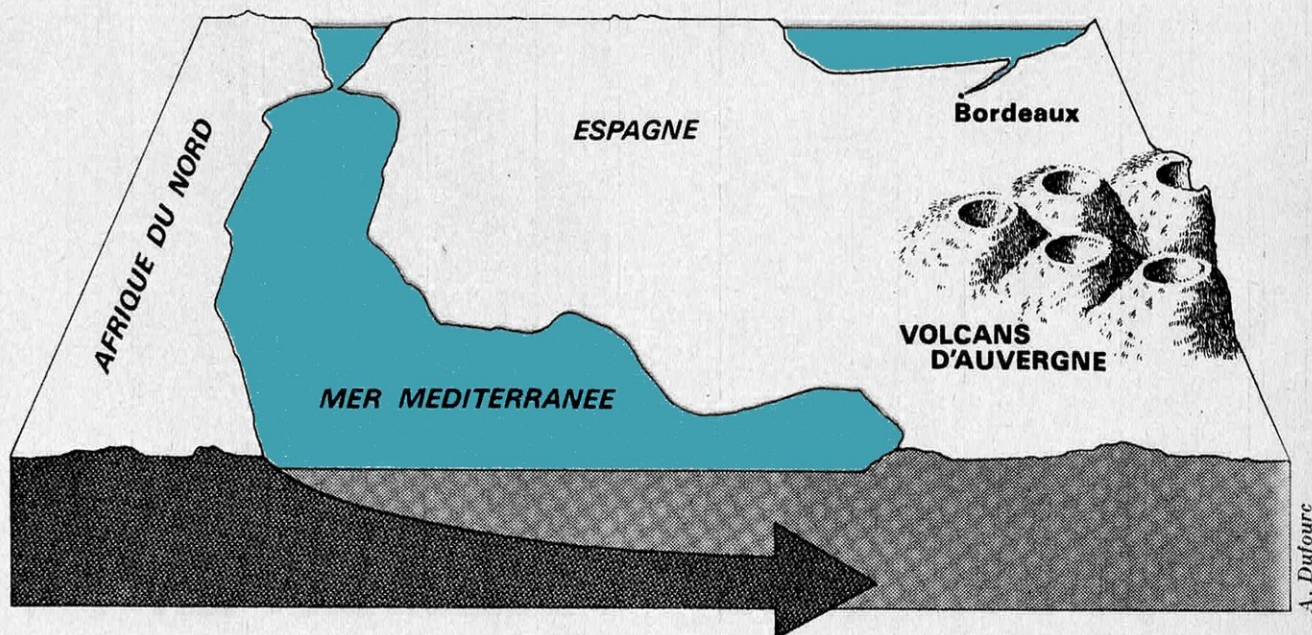 Bordeaux
ESPAGNE
AFRIQUE DU NORD
VOLCANS
D'AUVERGNE
MER MEDITERRANEE
A. Dufourc